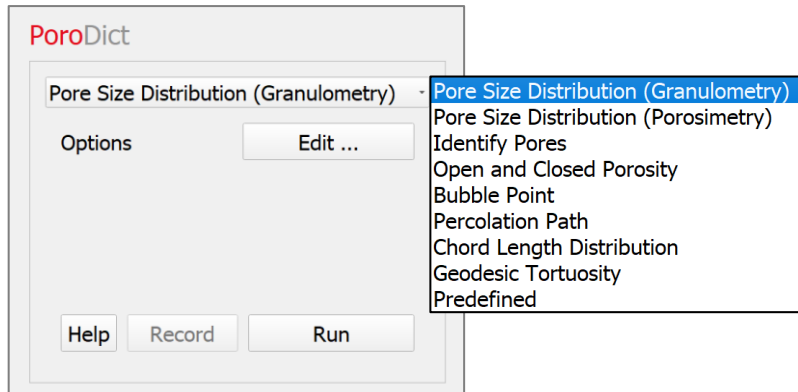 PoroDict
Pore Size Distribution (Granulometry)
Options
Edit ...
Help
Record
Run
Pore Size Distribution (Granulometry)
Pore Size Distribution (Porosimetry)
Identify Pores
Open and Closed Porosity
Bubble Point
Percolation Path
Chord Length Distribution
Geodesic Tortuosity
Predefined